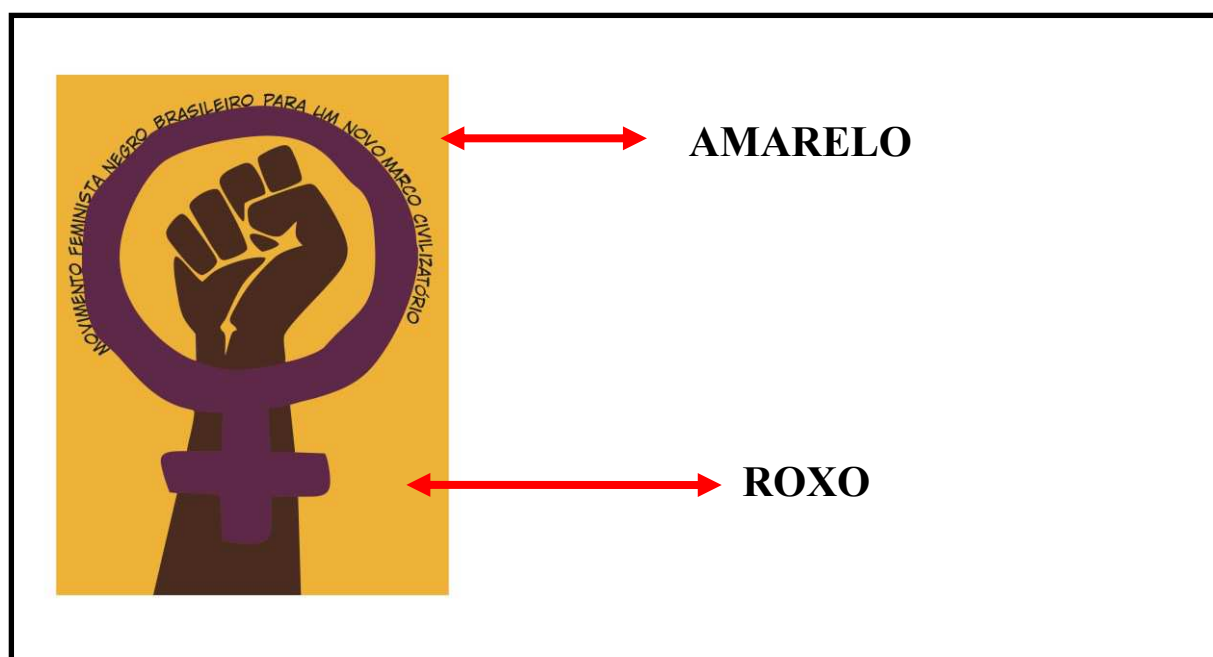 MOVIMENTO FEMINISTA NEGRO BRASILEIRO PARA UM NOVO MARCO CIVILIZATÓRIO
AMARELO
ROXO